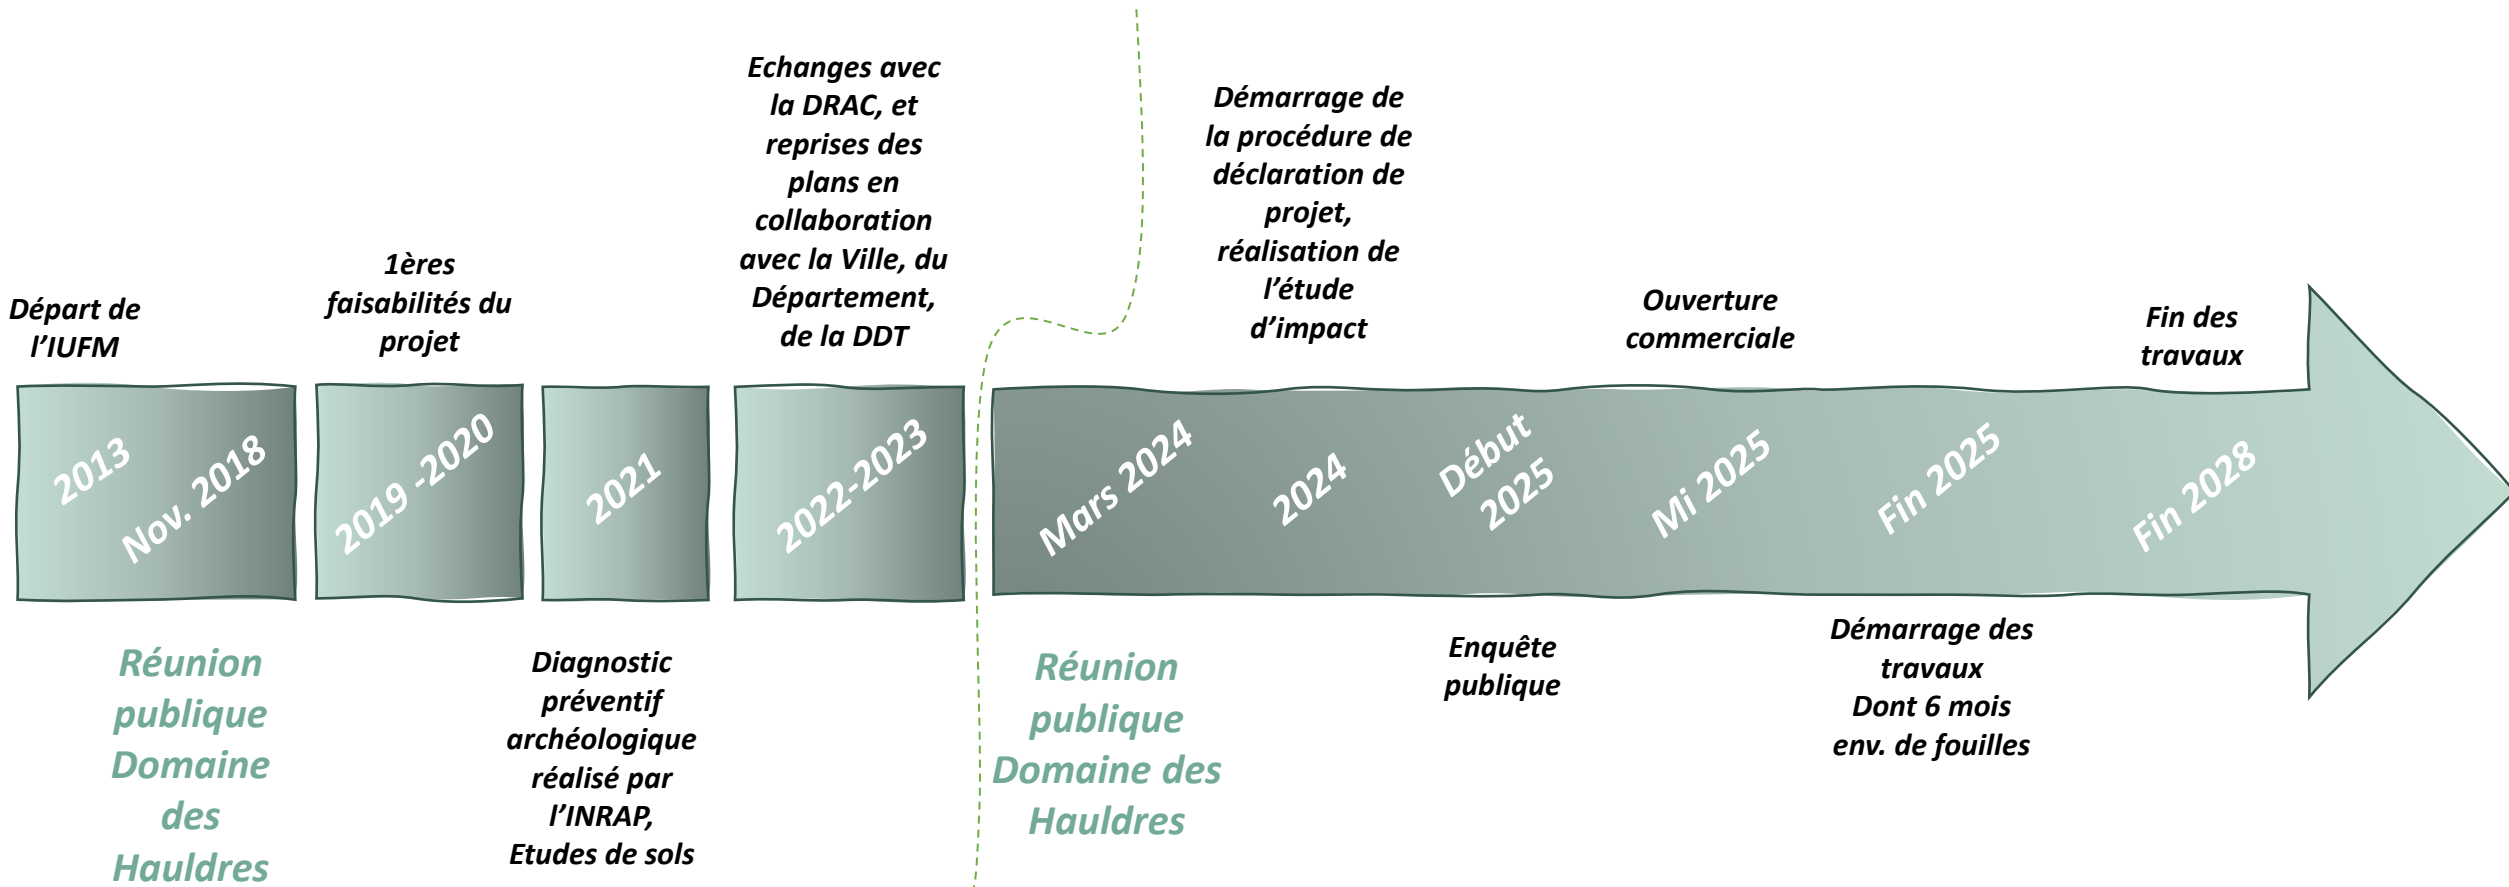 Départ de
l’IUFM
1ères
faisabilités du
projet
Echanges avec
la DRAC, et
reprises des
plans en
collaboration
avec la Ville, du
Département,
de la DDT
Démarrage de
la procédure de
déclaration de
projet,
réalisation de
l’étude
d’impact
Ouverture
commerciale
Fin des
travaux
2013
Nov. 2018
2019 -2020
2021
2022-2023
Mars 2024
2024
Début
2025
Mi 2025
Fin 2025
Fin 2028
Réunion
publique
Domaine
des
Hauldres
Diagnostic
préventif
archéologique
réalisé par
l’INRAP,
Etudes de sols
Réunion
publique
Domaine des
Hauldres
Enquête
publique
Démarrage des
travaux
Dont 6 mois
env. de fouilles